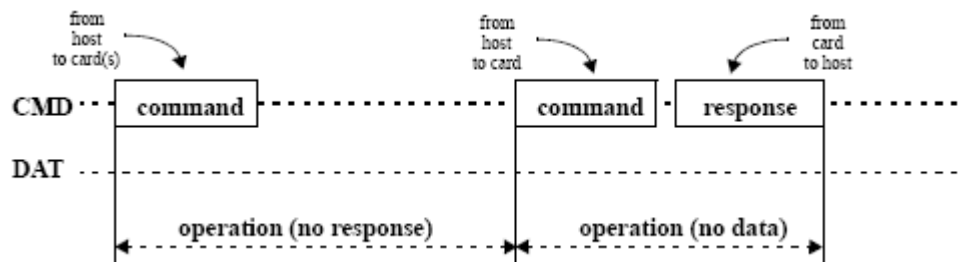 from
host
to card(s)
from
host
to card
from
card
to host
CMD command command response
DAT
operation (no response) operation (no data)